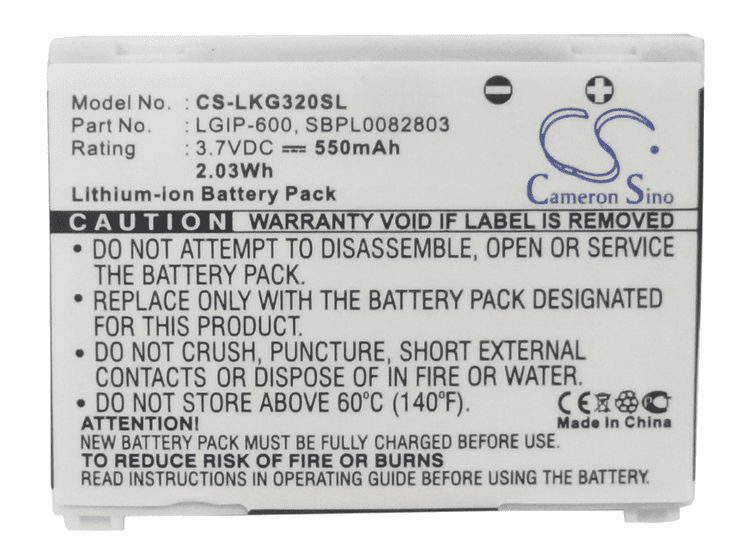 Model No. : CS-LKG320SL
Part No. : LGIP-600, SBPL0082803
Rating : 3.7VDC ⎓ 550mAh
2.03Wh
Lithium-ion Battery Pack
CS
Cameron Sino
CAUTION WARRANTY VOID IF LABEL IS REMOVED
• DO NOT ATTEMPT TO DISASSEMBLE, OPEN OR SERVICE
THE BATTERY PACK.
• REPLACE ONLY WITH THE BATTERY PACK DESIGNATED
FOR THIS EQUIPMENT.
• DO NOT CRUSH, PUNCTURE, SHORT EXTERNAL
CONTACTS OR DISPOSE OF IN FIRE OR WATER.
• DO NOT STORE ABOVE 60°C (140°F).
CE
Made In China
ATTENTION!
NEW BATTERY PACK MUST BE FULLY CHARGED BEFORE USE.
TO REDUCE RISK OF FIRE OR BURNS
READ INSTRUCTIONS CAREFULLY BEFORE USING THE BATTERY.